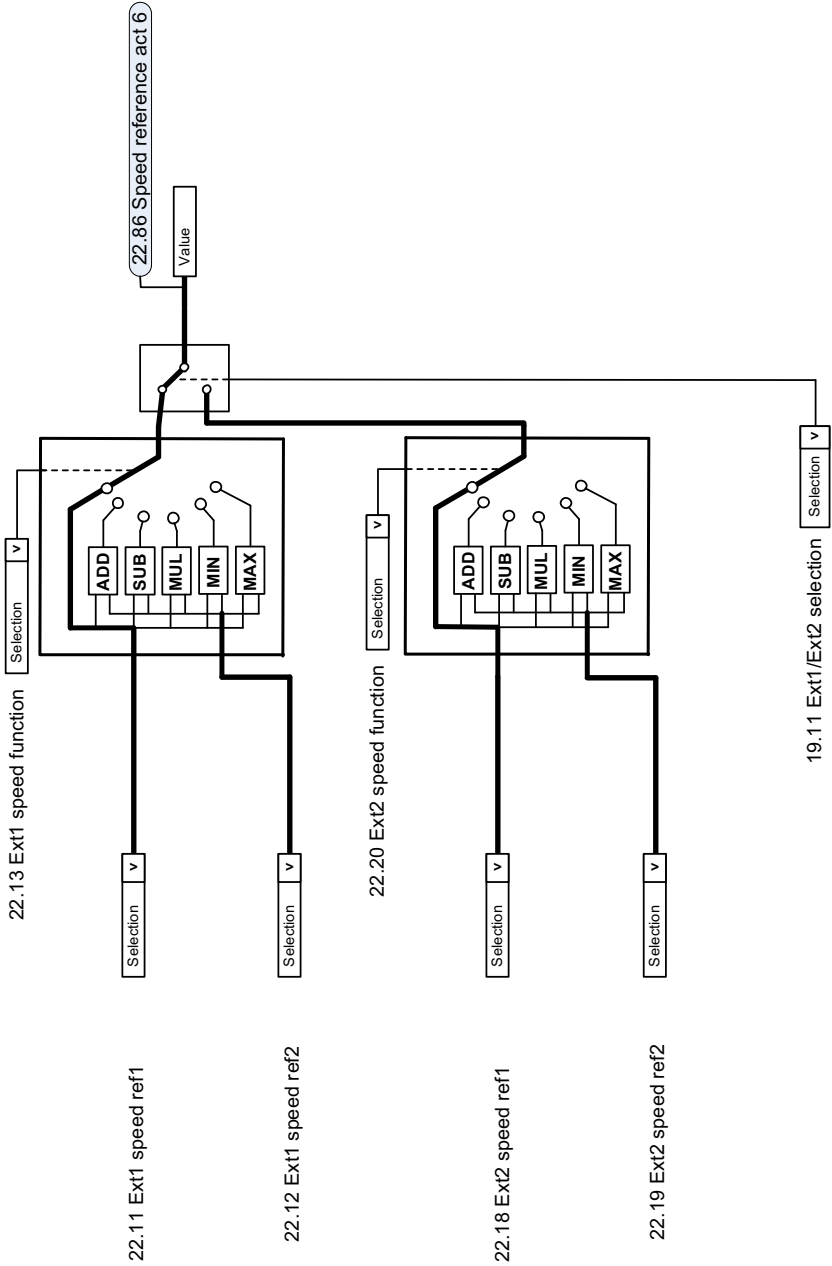 22.11 Ext1 speed ref1
Selection v
22.12 Ext1 speed ref2
Selection v
22.13 Ext1 speed function
Selection v
ADD
SUB
MUL
MIN
MAX
22.86 Speed reference act 6
Value
22.18 Ext2 speed ref1
Selection v
22.19 Ext2 speed ref2
Selection v
22.20 Ext2 speed function
Selection v
ADD
SUB
MUL
MIN
MAX
19.11 Ext1/Ext2 selection
Selection v